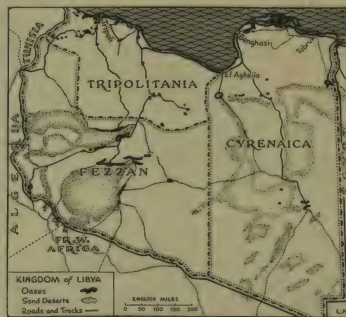 TUNISIA
Benghazi
El Agheila
TRIPOLITANIA
CYRENAICA
FEZZAN
ALGERIA
FR.W.
AFRICA
KINGDOM of LIBYA
Oases
Sand Deserts
Roads and Tracks
ENGLISH MILES
0 50 100 150 200